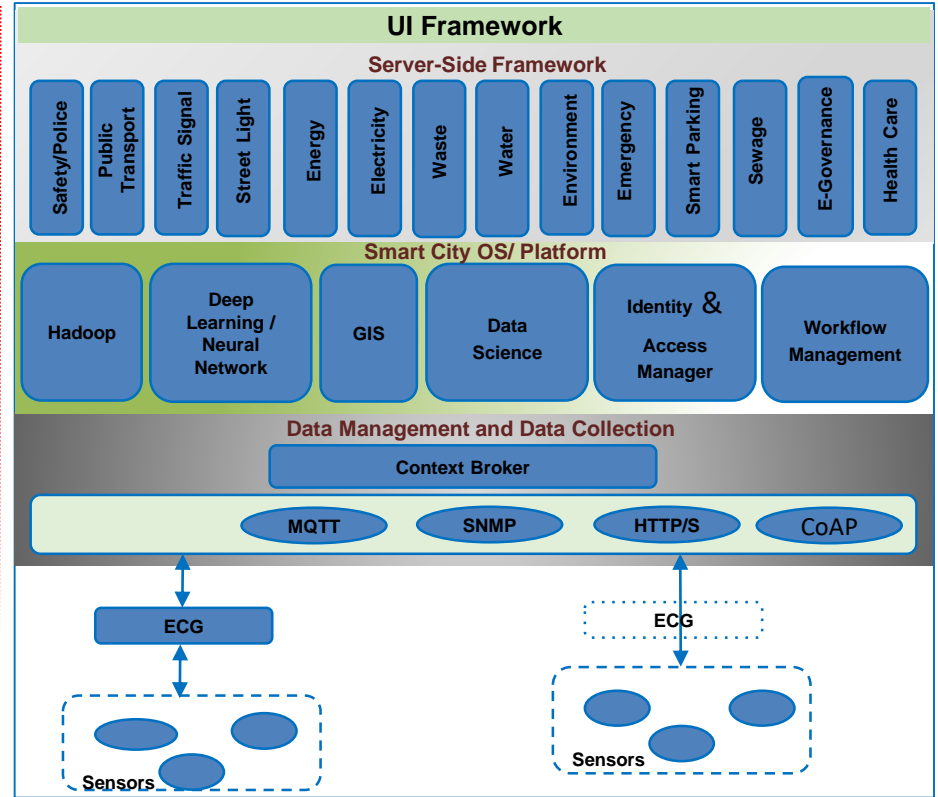 UI Framework
Server-Side Framework
Safety/Police
Public
Transport
Traffic Signal
Street Light
Energy
Electricity
Waste
Water
Environment
Emergency
Smart Parking
Sewage
E-Governance
Health Care
Smart City OS/ Platform
Hadoop
Deep
Learning /
Neural
Network
GIS
Data
Science
Identity &
Access
Manager
Workflow
Management
Data Management and Data Collection
Context Broker
MQTT
SNMP
HTTP/S
CoAP
ECG
ECG
Sensors
Sensors